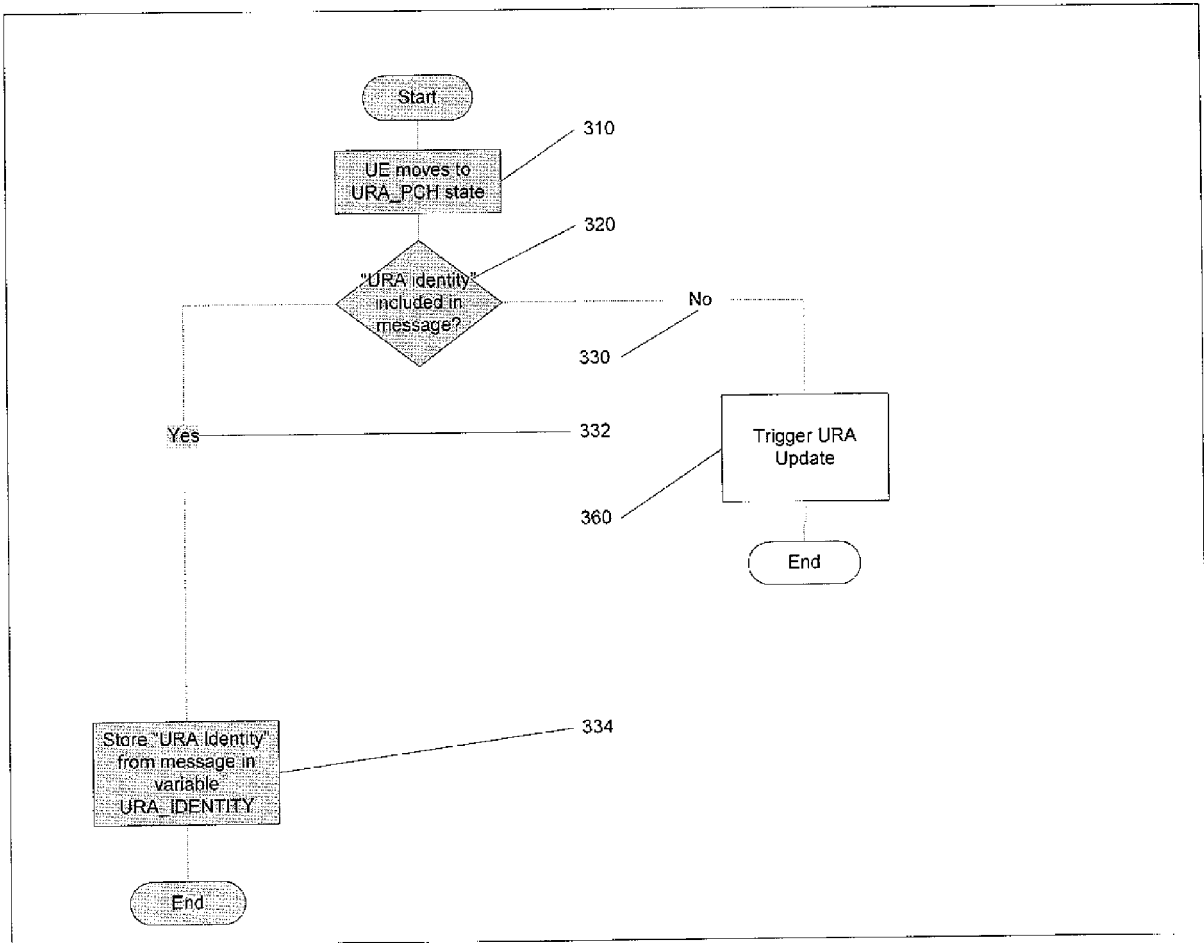 Start
310
UE moves to
URA_PCH state
320
"URA identity"
included in
message?
No
330
Yes
332
Trigger URA
Update
360
End
334
Store "URA Identity"
from message in
variable
URA_IDENTITY
End